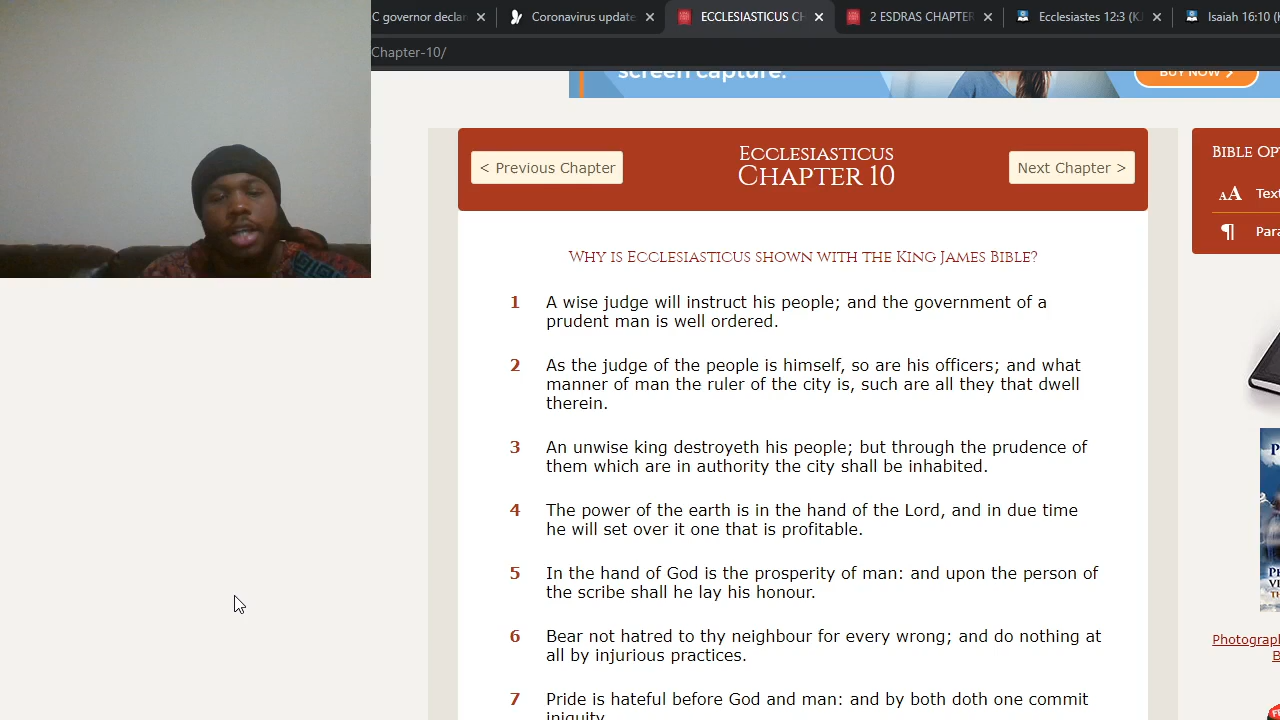 C governor declar
Coronavirus update
ECCLESIASTICUS CH
2 ESDRAS CHAPTER
Ecclesiastes 12:3 (KJ
Isaiah 16:10 (K
Chapter-10/
screen capture.
BUY NOW >
< Previous Chapter
Ecclesiasticus
Chapter 10
Next Chapter >
Bible Op
AA Text
¶ Para
Why is Ecclesiasticus shown with the King James Bible?
1 A wise judge will instruct his people; and the government of a
prudent man is well ordered.
2 As the judge of the people is himself, so are his officers; and what
manner of man the ruler of the city is, such are all they that dwell
therein.
3 An unwise king destroyeth his people; but through the prudence of
them which are in authority the city shall be inhabited.
4 The power of the earth is in the hand of the Lord, and in due time
he will set over it one that is profitable.
5 In the hand of God is the prosperity of man: and upon the person of
the scribe shall he lay his honour.
6 Bear not hatred to thy neighbour for every wrong; and do nothing at
all by injurious practices.
7 Pride is hateful before God and man: and by both doth one commit
iniquity.
Photograph
B